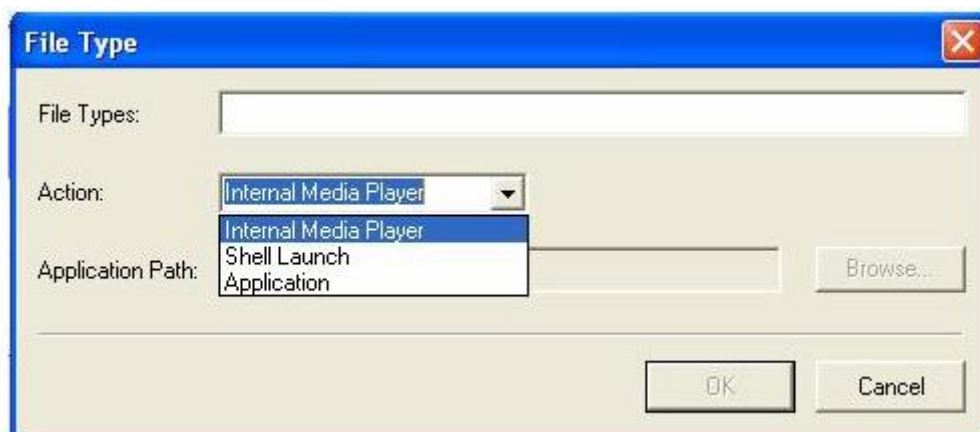 File Type
File Types:
Action:
Internal Media Player
Internal Media Player
Shell Launch
Application
Application Path:
Browse...
OK
Cancel